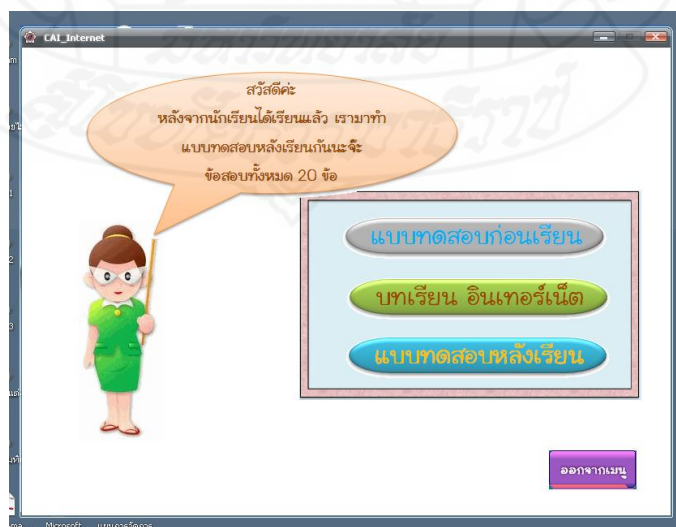 CAI_Internet
สวัสดีค่ะ
หลังจากนักเรียนได้เรียนแล้ว เรามาทำ
แบบทดสอบหลังเรียนกันนะจ๊ะ
ข้อสอบทั้งหมด 20 ข้อ
แบบทดสอบก่อนเรียน
บทเรียน อินเทอร์เน็ต
แบบทดสอบหลังเรียน
ออกจากเมนู
Microsoft